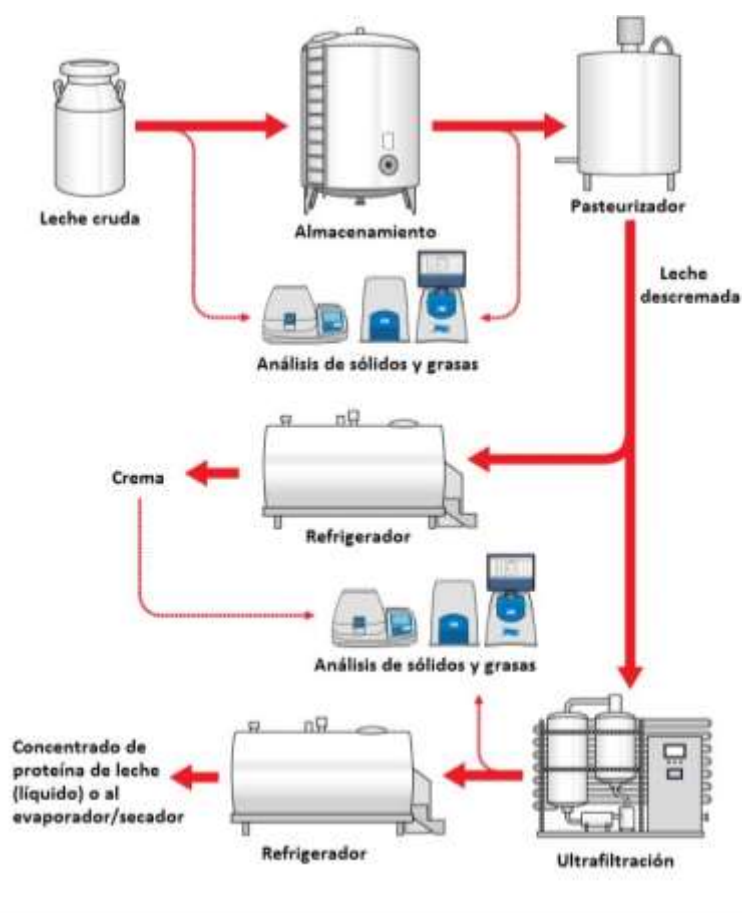 Leche cruda
Almacenamiento
Pasteurizador
Leche
descremada
Análisis de sólidos y grasas
Crema
Refrigerador
Análisis de sólidos y grasas
Concentrado de
proteína de leche
(líquido) o al
evaporador/secador
Refrigerador
Ultrafiltración